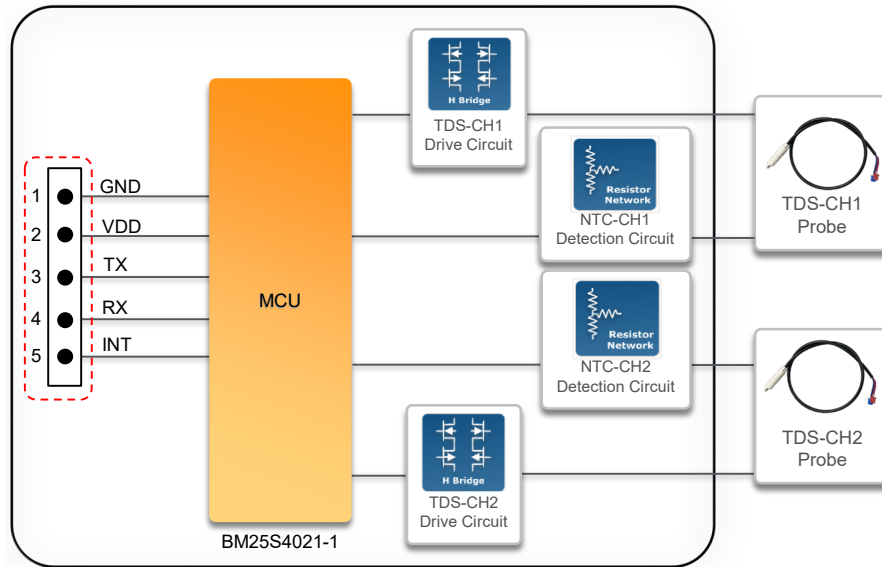 H Bridge
TDS-CH1
Drive Circuit
Resistor
Network
NTC-CH1
Detection Circuit
TDS-CH1
Probe
1
GND
2
VDD
3
TX
4
RX
5
INT
MCU
Resistor
Network
NTC-CH2
Detection Circuit
TDS-CH2
Probe
H Bridge
TDS-CH2
Drive Circuit
BM25S4021-1